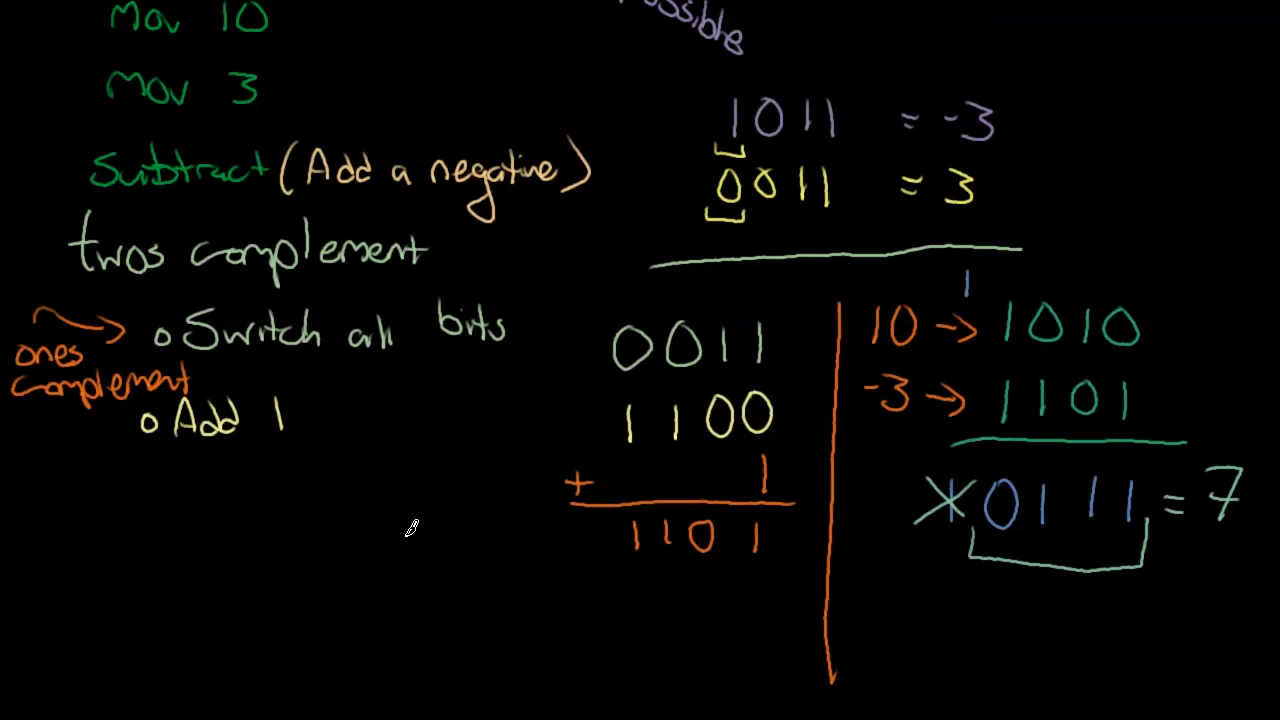 Mov 10
Mov 3
Subtract (Add a negative)
twos complement
o Switch all bits
ones
complement
o Add 1
1011 = -3
0011 = 3
0011
1100
+ 1
1101
1
10 → 1010
-3 → 1101
10111 = 7